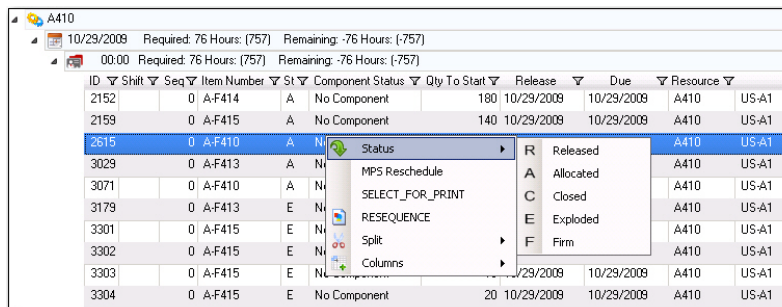 A410
10/29/2009 Required: 76 Hours: (757) Remaining: -76 Hours: (-757)
00:00 Required: 76 Hours: (757) Remaining: -76 Hours: (-757)
ID Shift Seq Item Number St Component Status Qty To Start Release Due Resource
2152 0 A-F414 A No Component 180 10/29/2009 10/29/2009 A410 US-A1
2159 0 A-F415 A No Component 140 10/29/2009 10/29/2009 A410 US-A1
2615 0 A-F410 A A410 US-A1
3029 0 A-F413 A A410 US-A1
3071 0 A-F410 A A410 US-A1
3179 0 A-F413 E A410 US-A1
3301 0 A-F415 E A410 US-A1
3302 0 A-F415 E A410 US-A1
3303 0 A-F415 E No Component 10/29/2009 10/29/2009 A410 US-A1
3304 0 A-F415 E No Component 20 10/29/2009 10/29/2009 A410 US-A1
Status
MPS Reschedule
SELECT_FOR_PRINT
RESEQUENCE
Split
Columns
R Released
A Allocated
C Closed
E Exploded
F Firm